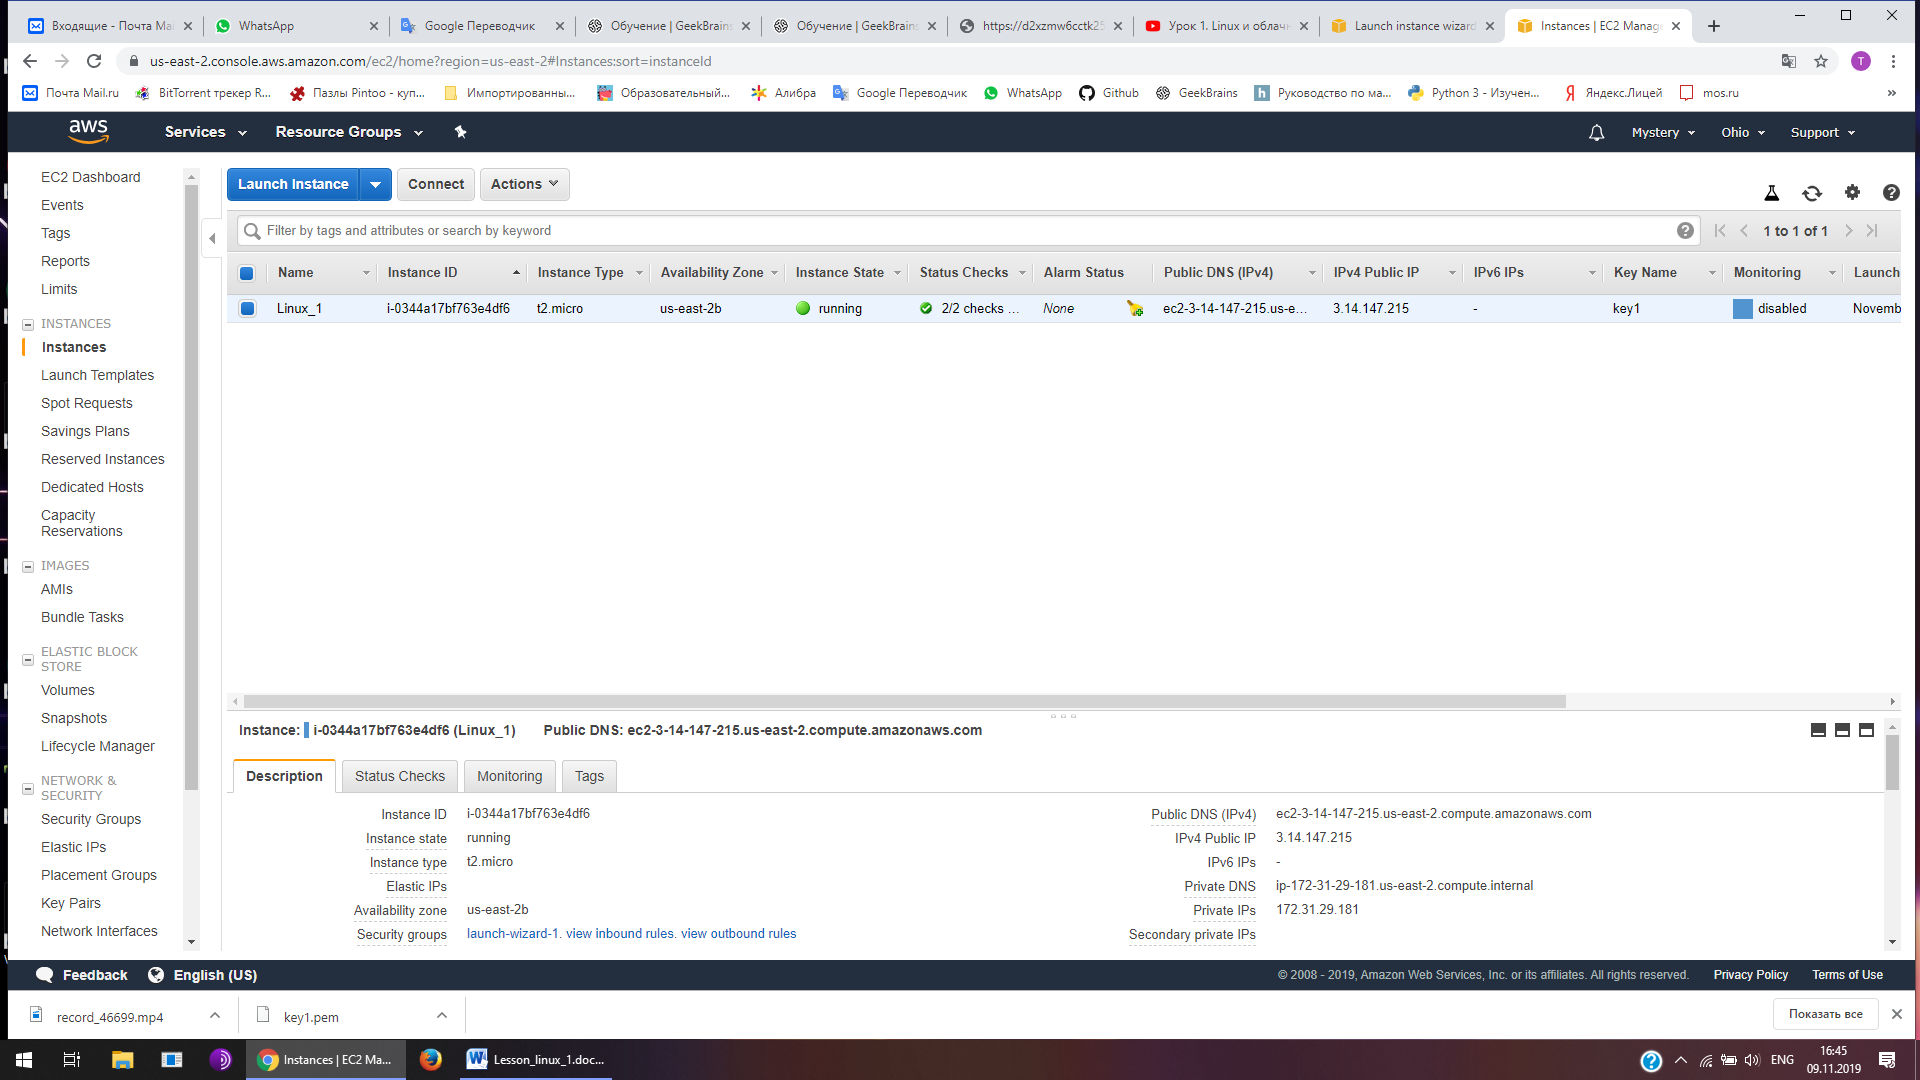 Входящие - Почта Ma
WhatsApp
Google Переводчик
Обучение | GeekBrains
Обучение | GeekBrains
https://d2xzmw6cctk25
Урок 1. Linux и облачн
Launch instance wizard
Instances | EC2 Manage
us-east-2.console.aws.amazon.com/ec2/home?region=us-east-2#Instances:sort=instanceId
T
Почта Mail.ru
BitTorrent трекер R...
Пазлы Pintoo - куп...
Импортированны...
Образовательный...
Алибра
Google Переводчик
WhatsApp
Github
GeekBrains
Руководство по ма...
Python 3 - Изучен...
Яндекс.Лицей
mos.ru
»
aws
Services
Resource Groups
Mystery
Ohio
Support
EC2 Dashboard
Events
Tags
Reports
Limits
INSTANCES
Instances
Launch Templates
Spot Requests
Savings Plans
Reserved Instances
Dedicated Hosts
Capacity
Reservations
IMAGES
AMIs
Bundle Tasks
ELASTIC BLOCK
STORE
Volumes
Snapshots
Lifecycle Manager
NETWORK &
SECURITY
Security Groups
Elastic IPs
Placement Groups
Key Pairs
Network Interfaces
Launch Instance
Connect
Actions
Filter by tags and attributes or search by keyword
1 to 1 of 1
Name Instance ID Instance Type Availability Zone Instance State Status Checks Alarm Status Public DNS (IPv4) IPv4 Public IP IPv6 IPs Key Name Monitoring Launch
Linux_1 i-0344a17bf763e4df6 t2.micro us-east-2b running 2/2 checks ... None ec2-3-14-147-215.us-e... 3.14.147.215 - key1 disabled Novemb
Instance: i-0344a17bf763e4df6 (Linux_1) Public DNS: ec2-3-14-147-215.us-east-2.compute.amazonaws.com
Description
Status Checks
Monitoring
Tags
Instance ID i-0344a17bf763e4df6
Instance state running
Instance type t2.micro
Elastic IPs
Availability zone us-east-2b
Security groups launch-wizard-1. view inbound rules. view outbound rules
Public DNS (IPv4) ec2-3-14-147-215.us-east-2.compute.amazonaws.com
IPv4 Public IP 3.14.147.215
IPv6 IPs -
Private DNS ip-172-31-29-181.us-east-2.compute.internal
Private IPs 172.31.29.181
Secondary private IPs
Feedback
English (US)
© 2008 - 2019, Amazon Web Services, Inc. or its affiliates. All rights reserved.
Privacy Policy
Terms of Use
record_46699.mp4
key1.pem
Показать все
Instances | EC2 Ma...
Lesson_linux_1.doc...
ENG
16:45
09.11.2019